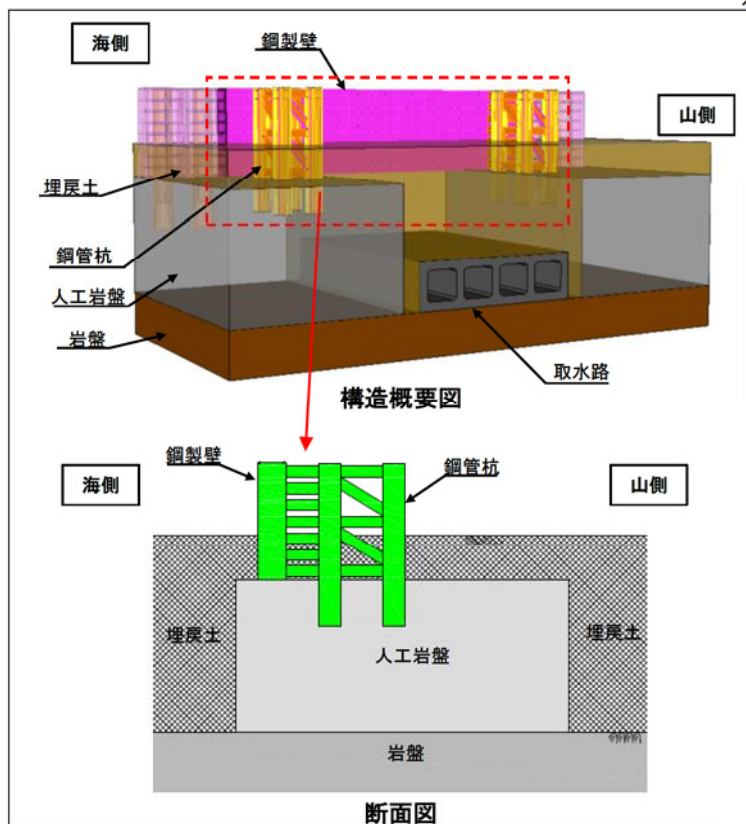 海側
鋼製壁
山側
埋戻土
鋼管杭
人工岩盤
岩盤
取水路
構造概要図
海側
鋼製壁
鋼管杭
山側
埋戻土
人工岩盤
埋戻土
岩盤
断面図